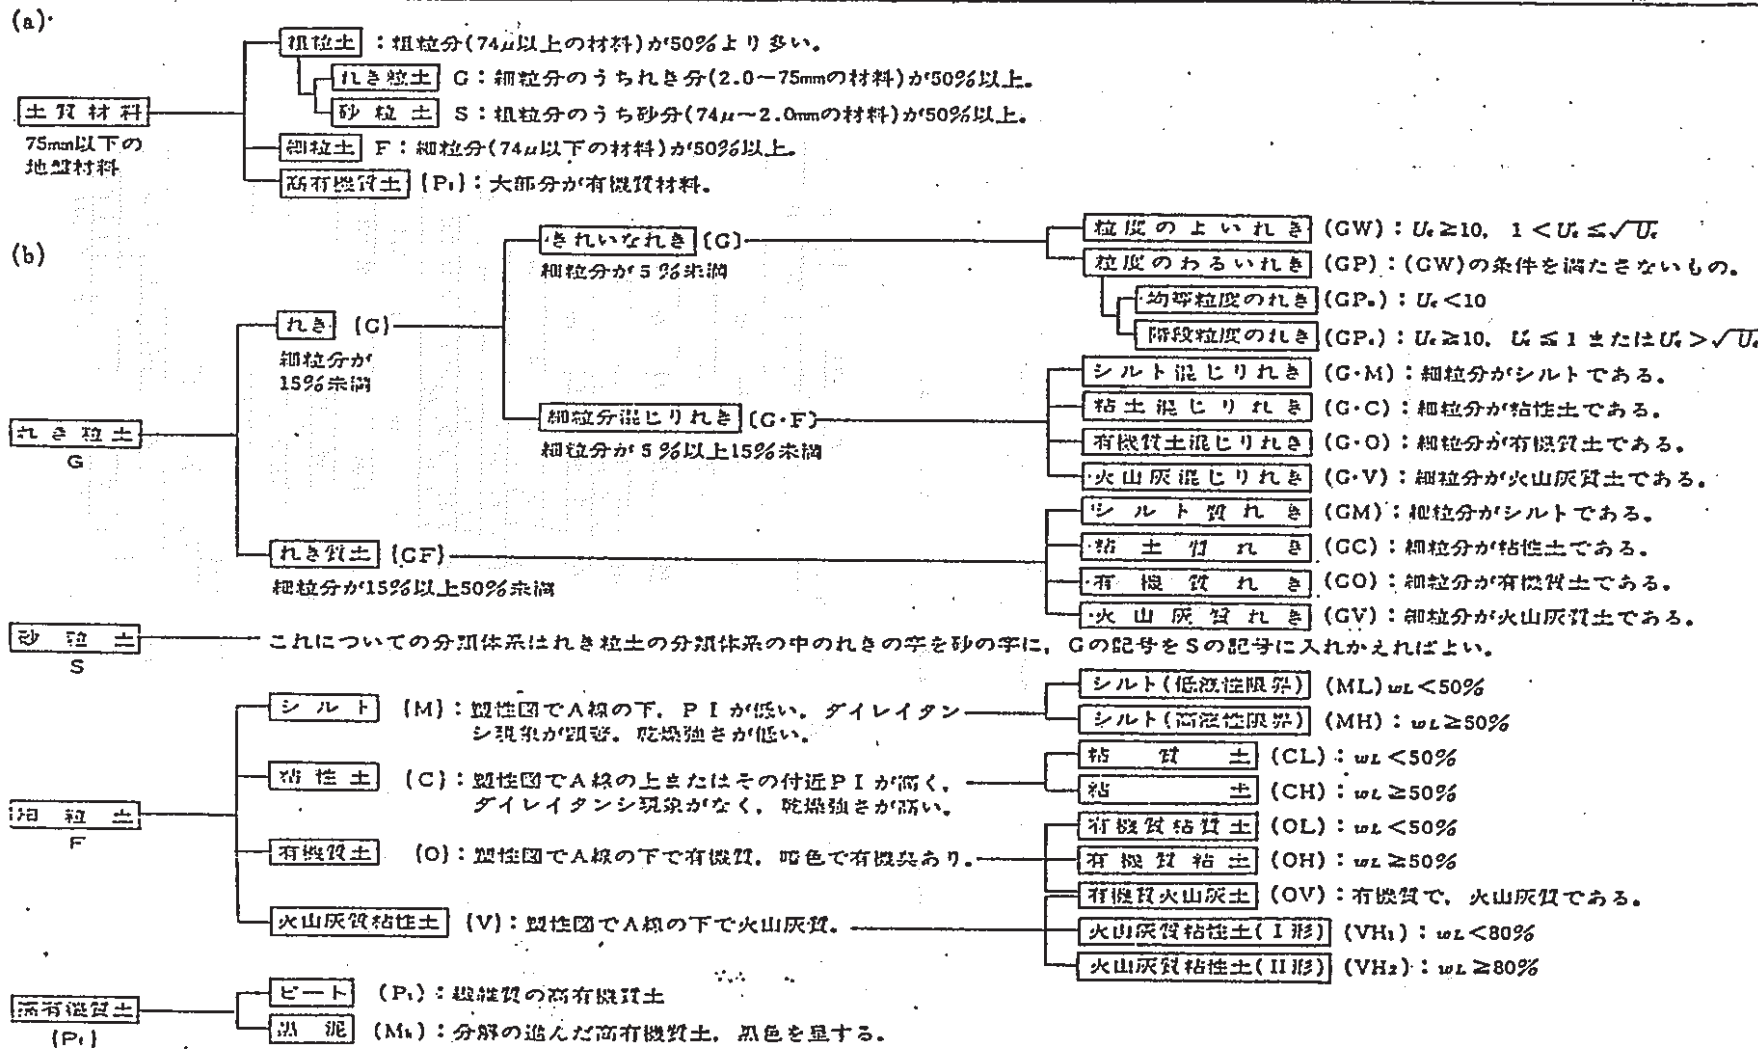 (a)
粗粒土 : 粗粒分(74μ以上の材料)が50%より多い。
れき粒土 G : 細粒分のうちれき分(2.0~75mmの材料)が50%以上。
土質材料
砂粒土 S : 粗粒分のうち砂分(74μ~2.0mmの材料)が50%以上。
75mm以下の
地盤材料
細粒土 F : 細粒分(74μ以下の材料)が50%以上。
高有機質土 {Pt} : 大部分が有機質材料。
(b)
きれいなれき {G}
細粒分が5%未満
粒度のよいれき (GW) : Uc≥10, 1<Uc'≤√Uc
粒度のわるいれき (GP) : (GW)の条件を満たさないもの。
均等粒度のれき (GPu) : Uc<10
階段粒度のれき (GPs) : Uc≥10, Uc'≤1またはUc'>√Uc
れき {G}
細粒分が
15%未満
細粒分混じりれき {G·F}
細粒分が5%以上15%未満
シルト混じりれき (G·M) : 細粒分がシルトである。
粘土混じりれき (G·C) : 細粒分が粘性土である。
有機質土混じりれき (G·O) : 細粒分が有機質土である。
火山灰混じりれき (G·V) : 細粒分が火山灰質土である。
れき粒土
G
れき質土 {GF}
細粒分が15%以上50%未満
シルト質れき (GM) : 細粒分がシルトである。
粘土質れき (GC) : 細粒分が粘性土である。
有機質れき (GO) : 細粒分が有機質土である。
火山灰質れき (GV) : 細粒分が火山灰質土である。
砂粒土
S
これについての分類体系はれき粒土の分類体系の中のれきの字を砂の字に, Gの記号をSの記号に入れかえればよい。
シルト {M} : 塑性図でA線の下, PIが低い, ダイレイタン
シ現象が顕著, 乾燥強さが低い。
シルト(低液性限界) (ML) wL<50%
シルト(高液性限界) (MH) : wL≥50%
粘性土 {C} : 塑性図でA線の上またはその付近PIが高く,
ダイレイタンシ現象がなく, 乾燥強さが高い。
粘質土 (CL) : wL<50%
粘土 (CH) : wL≥50%
細粒土
F
有機質土 {O} : 塑性図でA線の下で有機質, 暗色で有機臭あり。
有機質粘質土 (OL) : wL<50%
有機質粘土 (OH) : wL≥50%
有機質火山灰土 (OV) : 有機質で, 火山灰質である。
火山灰質粘性土 {V} : 塑性図でA線の下で火山灰質。
火山灰質粘性土(I形) (VH1) : wL<80%
火山灰質粘性土(II形) (VH2) : wL≥80%
高有機質土
{Pt}
ピート (Pt) : 繊維質の高有機質土
黒泥 (Mk) : 分解の進んだ高有機質土, 黒色を呈する。